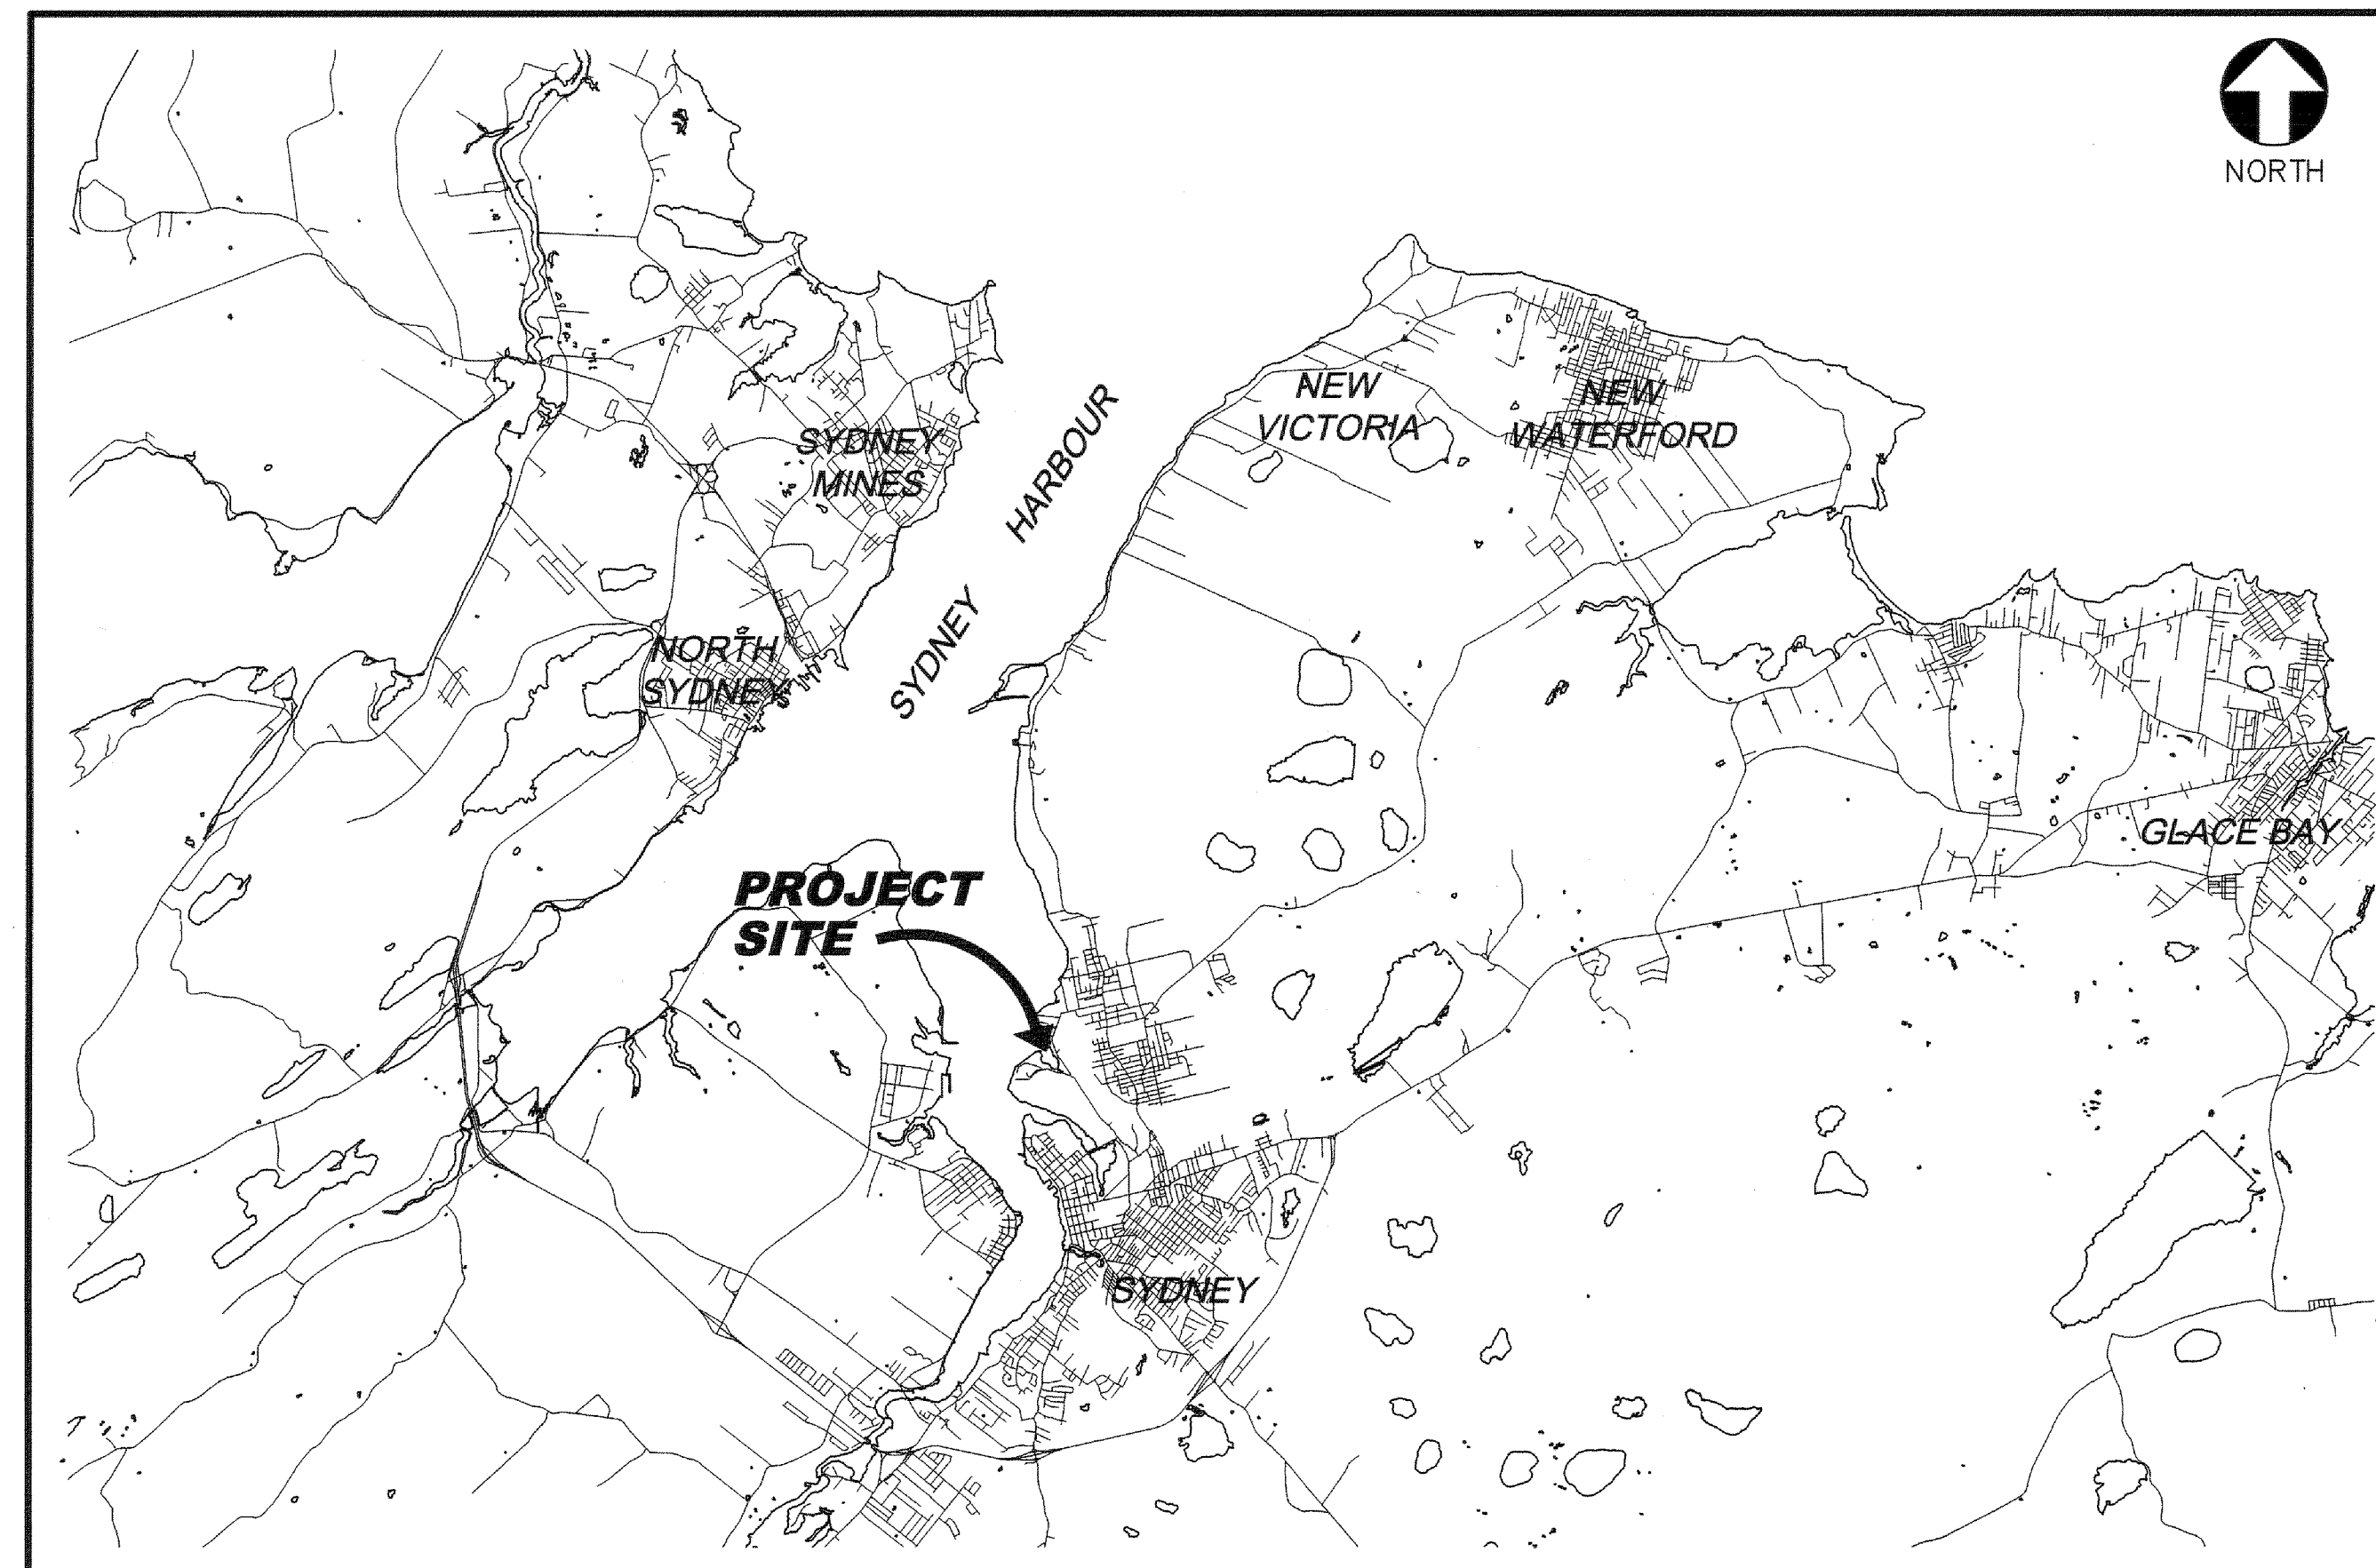 NORTH
NEW
VICTORIA
NEW
WATERFORD
SYDNEY
MINES
HARBOUR
SYDNEY
NORTH
SYDNEY
GLACE BAY
PROJECT
SITE
SYDNEY